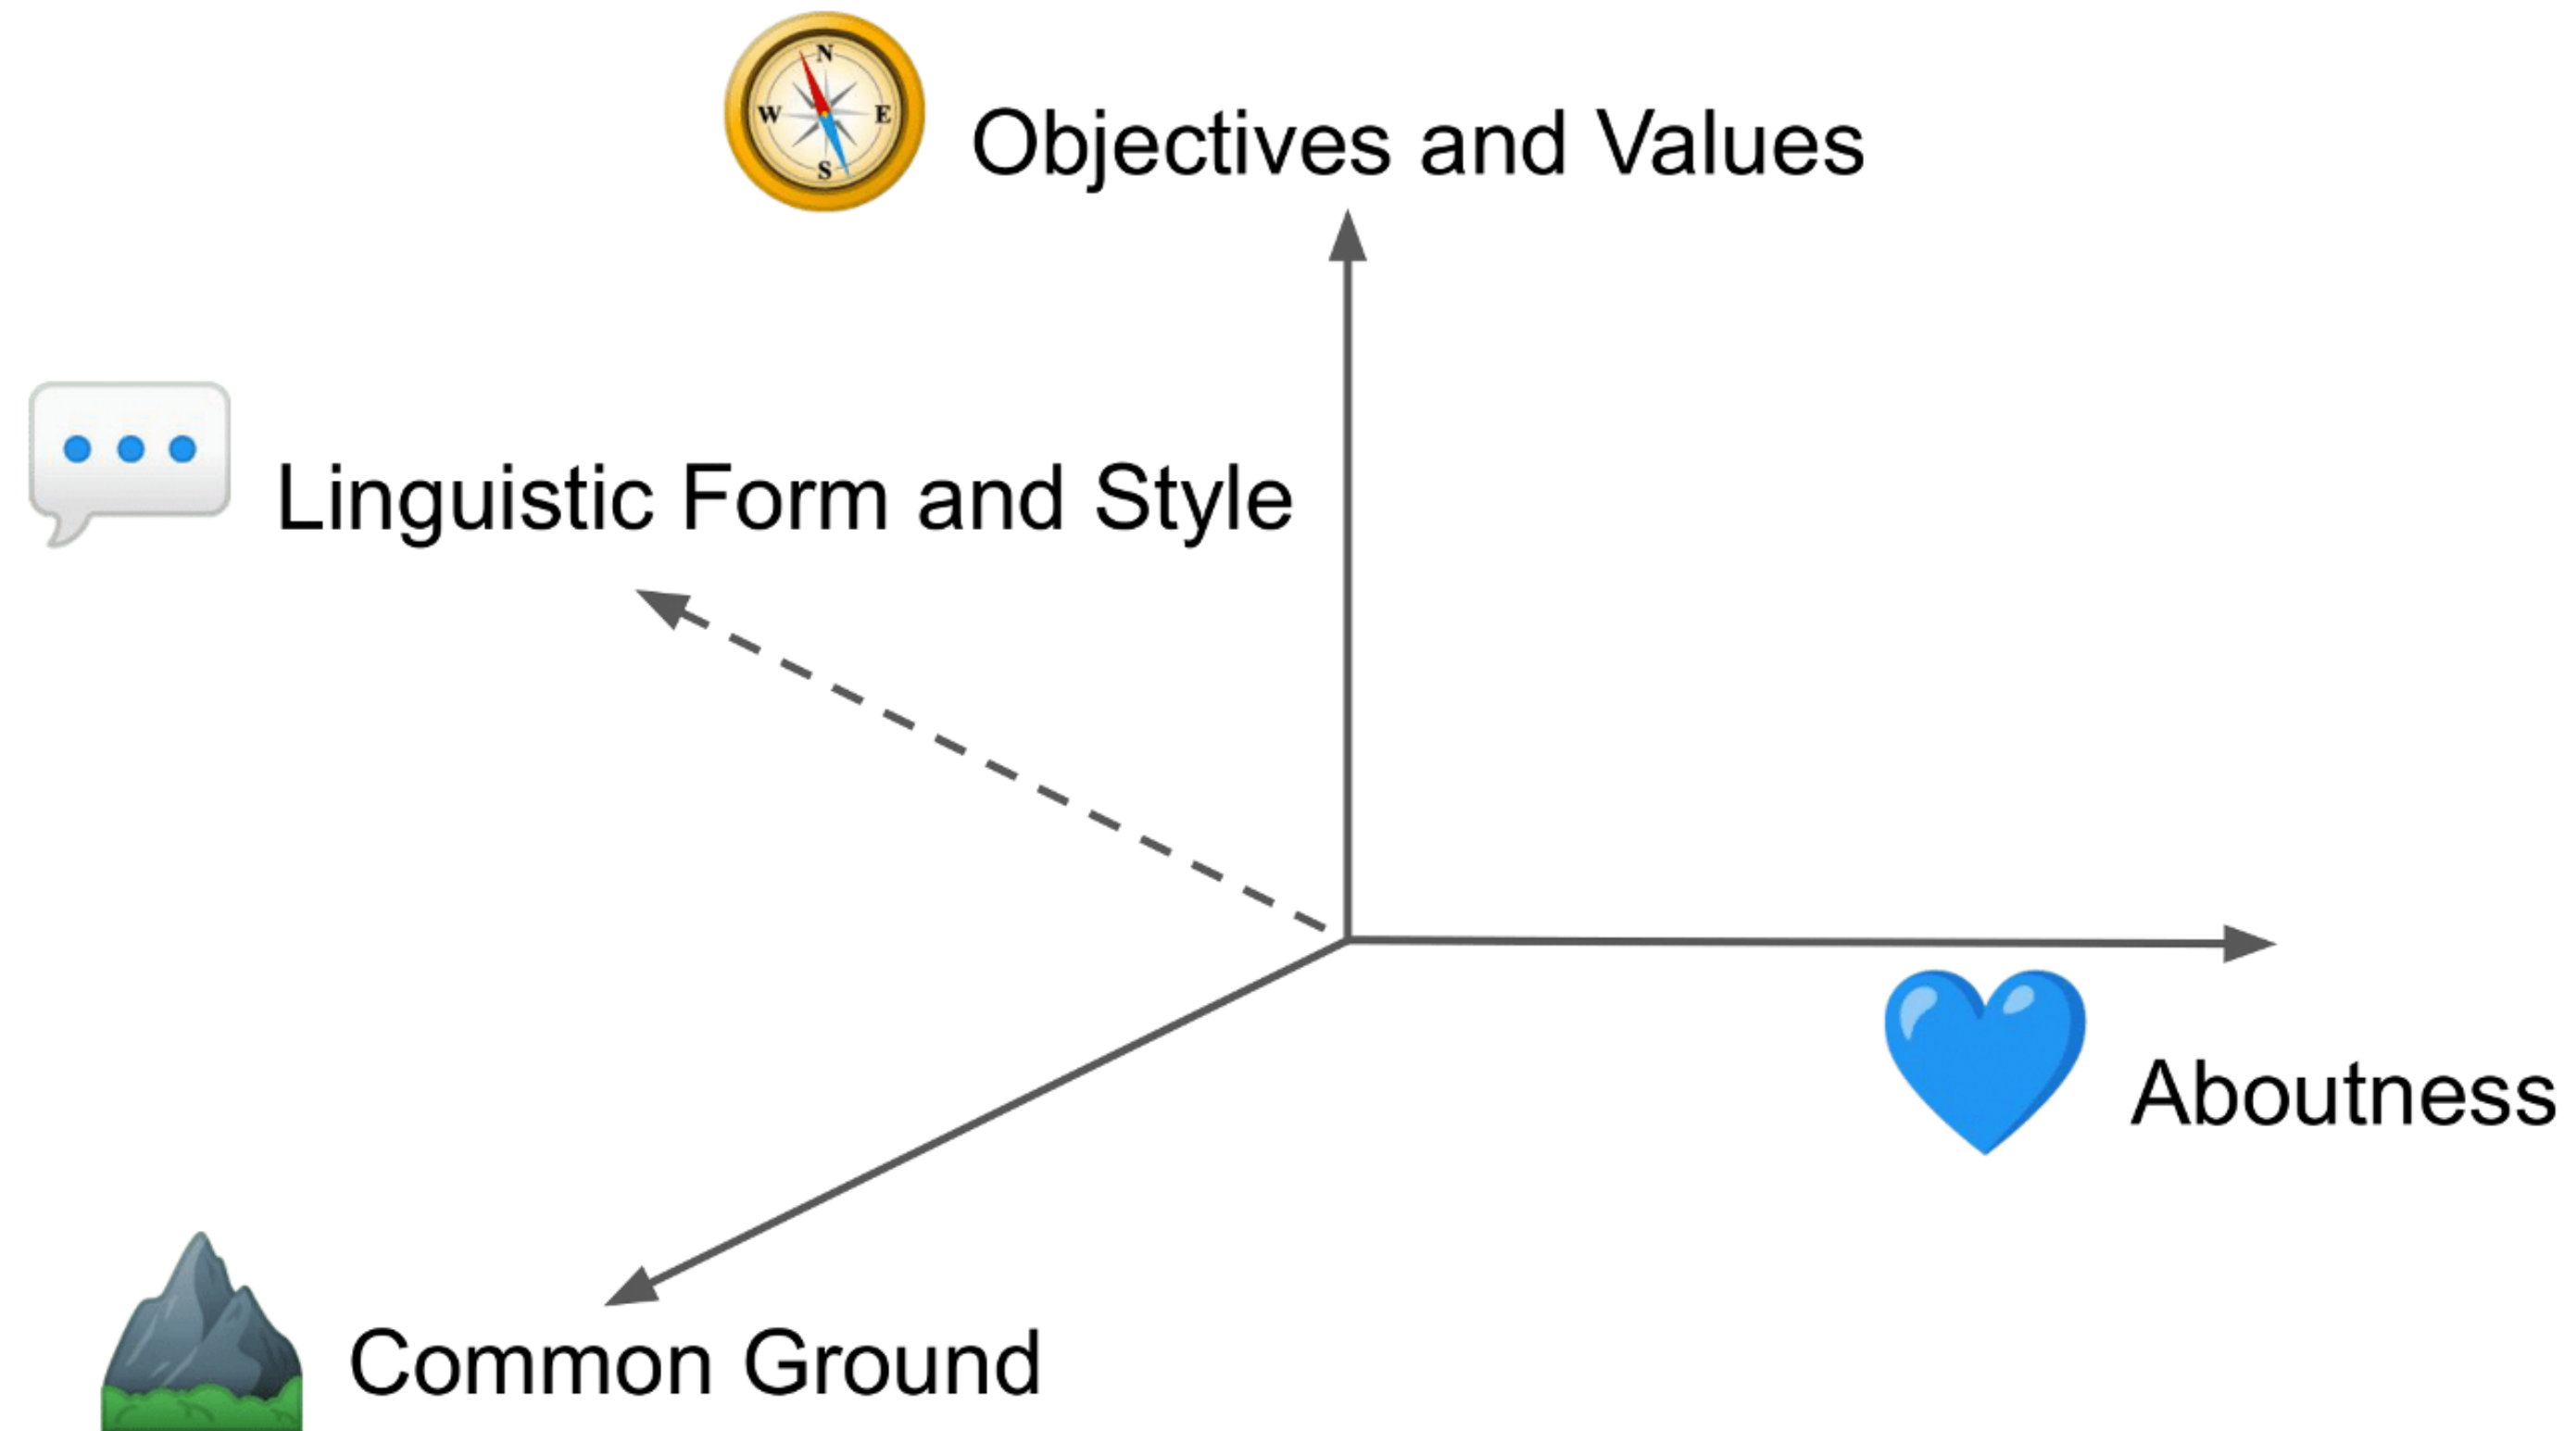 N
W
E
S
Objectives and Values
Linguistic Form and Style
Aboutness
Common Ground